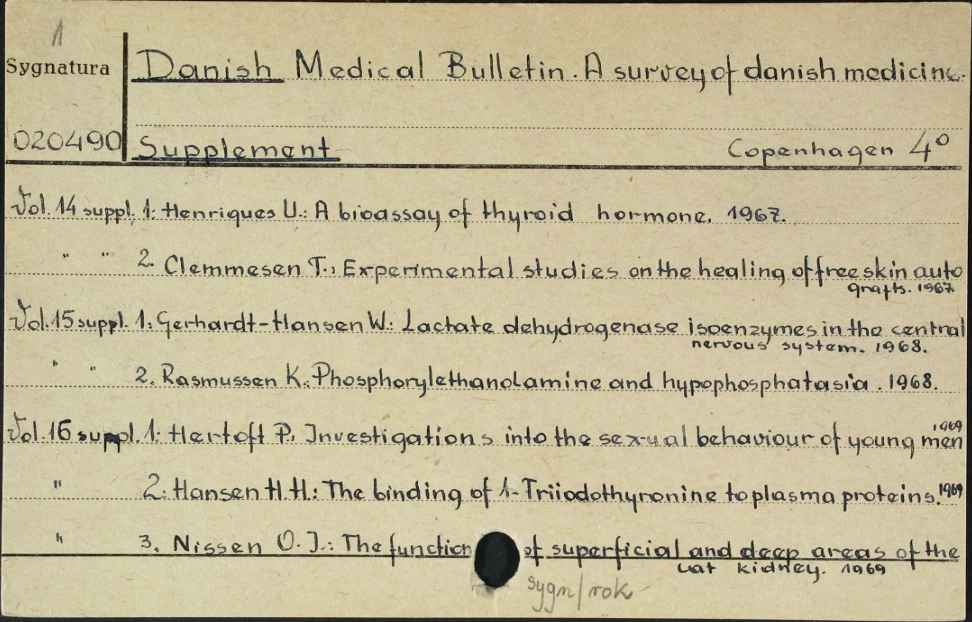 1
Sygnatura
Danish Medical Bulletin. A survey of danish medicine.
020490
Supplement Copenhagen 4°
Vol. 14 suppl. 1: Henriques U.: A bioassay of thyroid hormone. 1967.
" " 2. Clemmesen T.: Experimental studies on the healing of free skin auto
grafts. 1967.
Vol. 15 suppl. 1: Gerhardt-Hansen W.: Lactate dehydrogenase isoenzymes in the central
nervous system. 1968.
" " 2. Rasmussen K.: Phosphorylethanolamine and hypophosphatasia. 1968.
Vol. 16 suppl. 1: Hertoft P. Investigations into the sexual behaviour of young men 1969
" 2: Hansen H.H.: The binding of 1-Triiodothyronine to plasma proteins. 1969
" 3. Nissen O. I.: The function of superficial and deep areas of the
cat kidney. 1969
sygn/rok